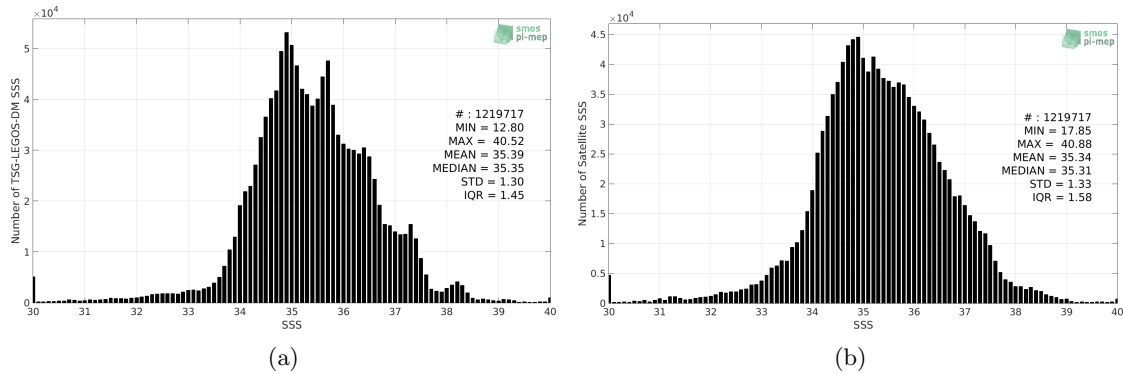 ×10⁴
5
4
3
2
1
0
Number of TSG-LEGOS-DM SSS
30 31 32 33 34 35 36 37 38 39 40
SSS
smos
pi-mep
# : 1219717
MIN = 12.80
MAX = 40.52
MEAN = 35.39
MEDIAN = 35.35
STD = 1.30
IQR = 1.45
(a)
×10⁴
4.5
4
3.5
3
2.5
2
1.5
1
0.5
0
Number of Satellite SSS
30 31 32 33 34 35 36 37 38 39 40
SSS
smos
pi-mep
# : 1219717
MIN = 17.85
MAX = 40.88
MEAN = 35.34
MEDIAN = 35.31
STD = 1.33
IQR = 1.58
(b)